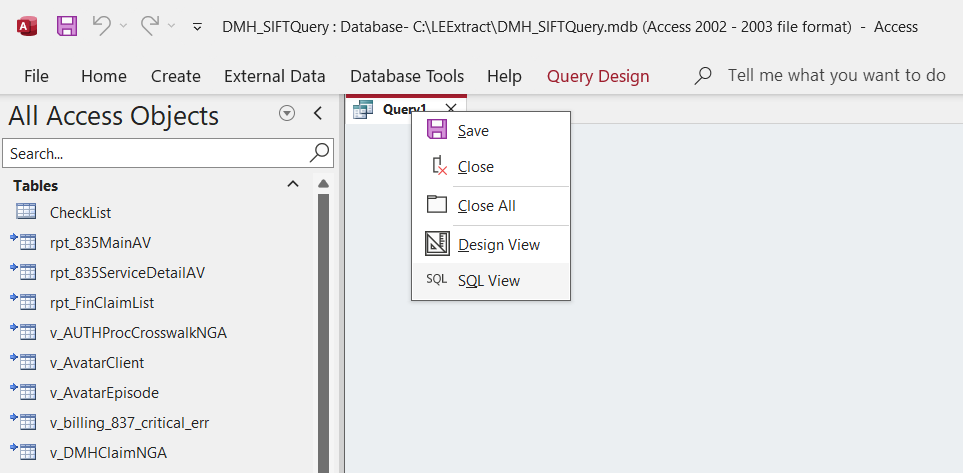 DMH_SIFTQuery : Database- C:\LEExtract\DMH_SIFTQuery.mdb (Access 2002 - 2003 file format) - Access
File Home Create External Data Database Tools Help Query Design Tell me what you want to do
All Access Objects
Search...
Tables
CheckList
rpt_835MainAV
rpt_835ServiceDetailAV
rpt_FinClaimList
v_AUTHProcCrosswalkNGA
v_AvatarClient
v_AvatarEpisode
v_billing_837_critical_err
v_DMHClaimNGA
Query1
Save
Close
Close All
Design View
SQL SQL View